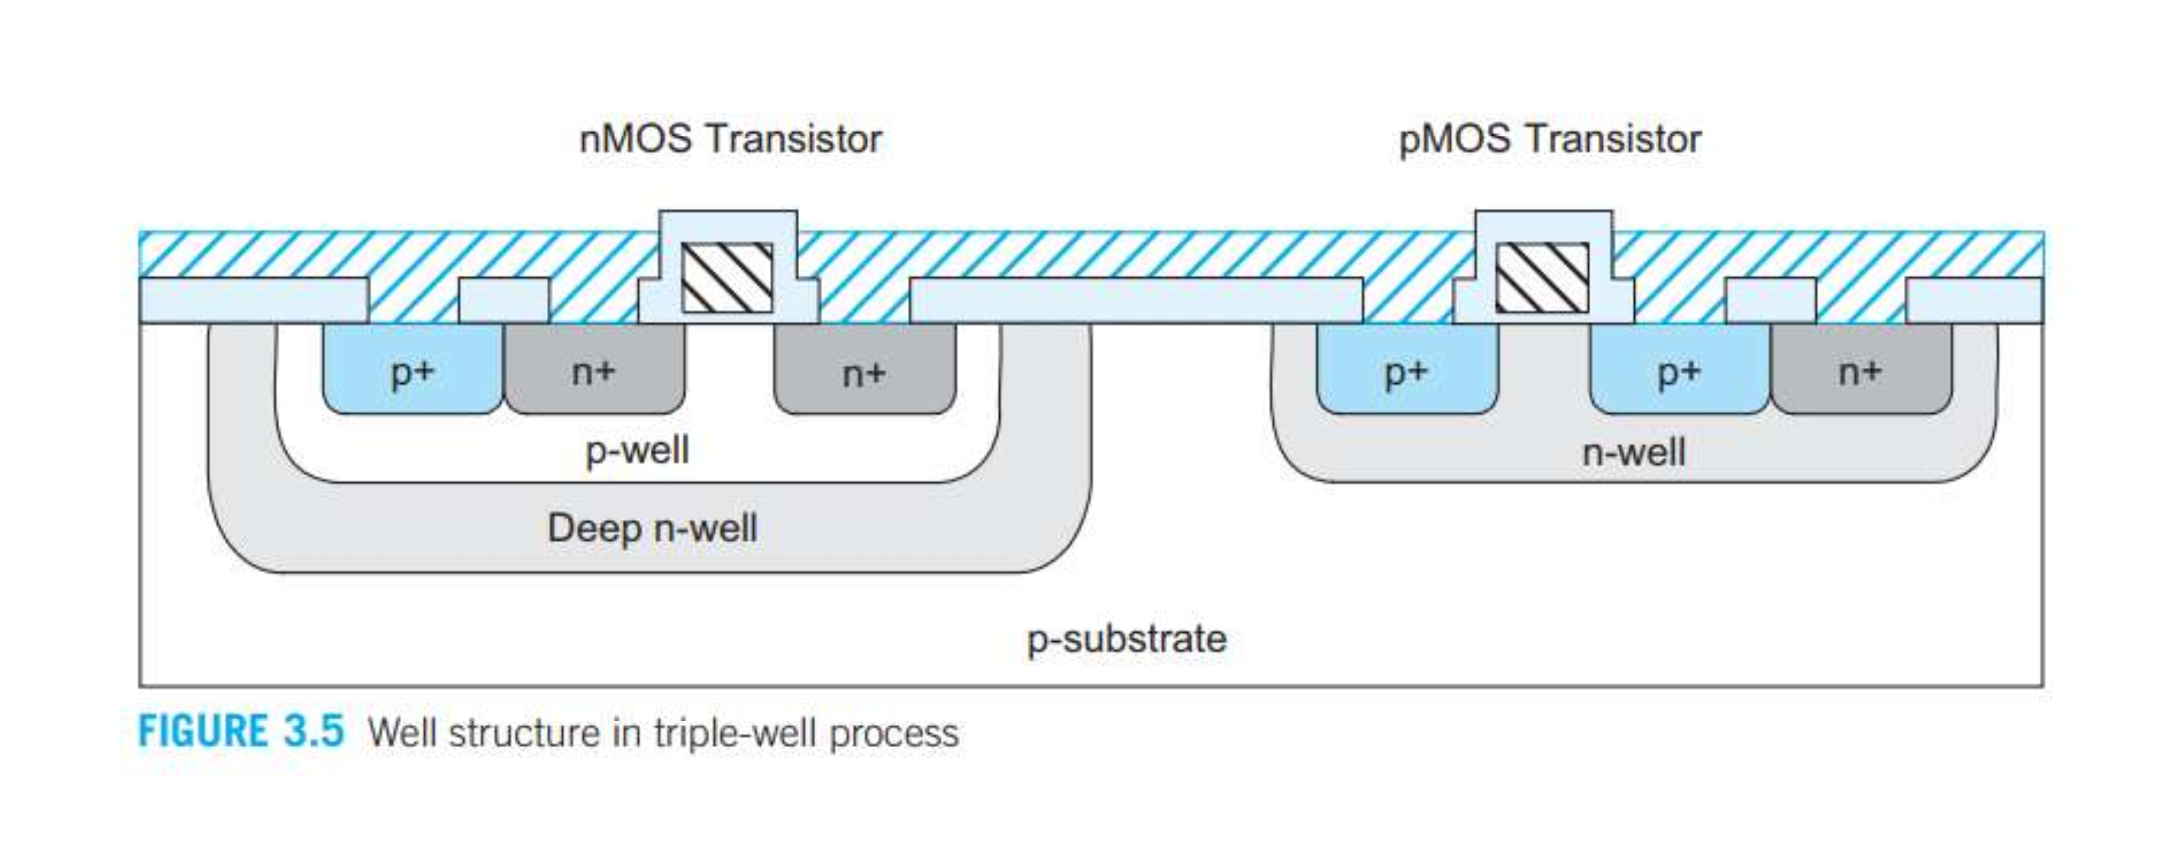 nMOS Transistor
pMOS Transistor
p+
n+
n+
p+
p+
n+
p-well
n-well
Deep n-well
p-substrate
FIGURE 3.5 Well structure in triple-well process